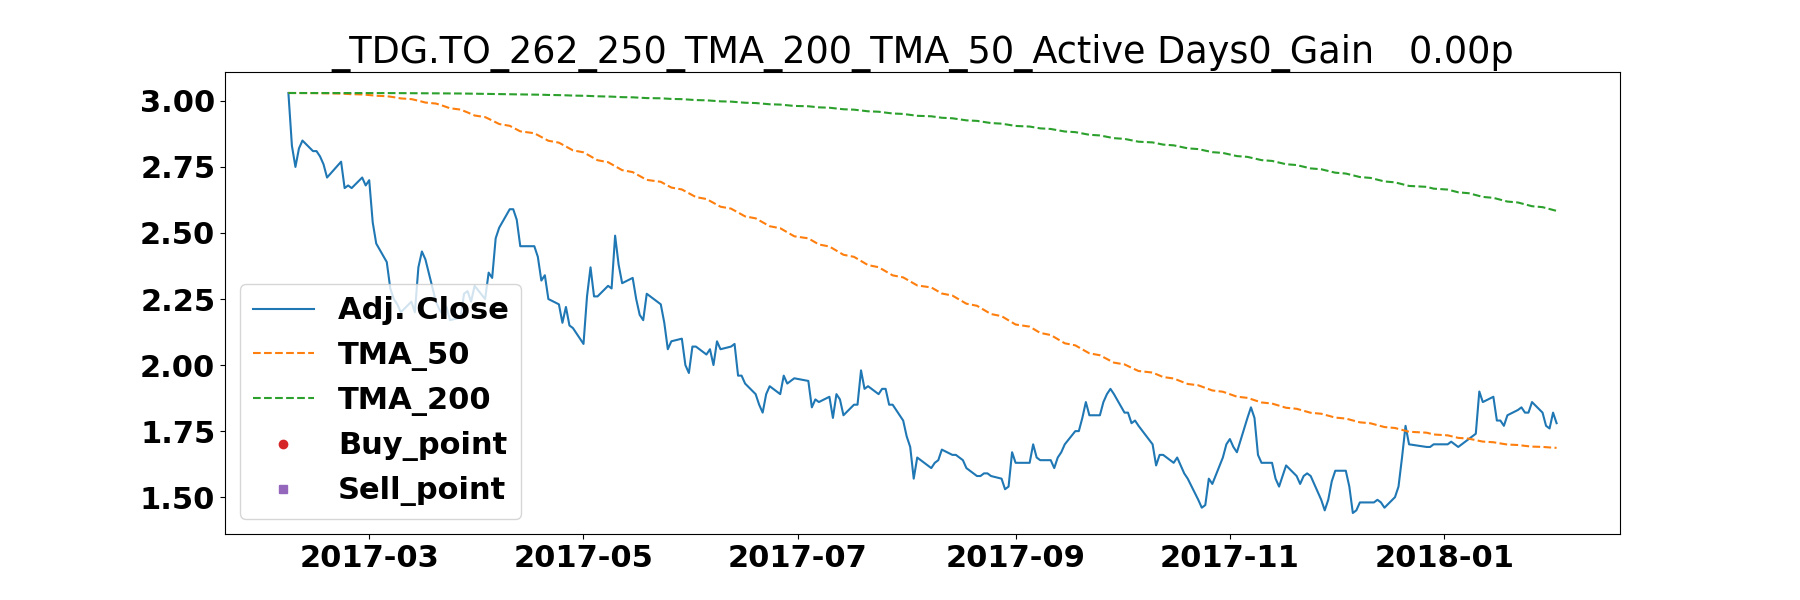 _TDG.TO_262_250_TMA_200_TMA_50_Active Days0_Gain   0.00p
3.00
2.75
2.50
2.25
2.00
1.75
1.50
Adj. Close
TMA_50
TMA_200
Buy_point
Sell_point
2017-03 2017-05 2017-07 2017-09 2017-11 2018-01